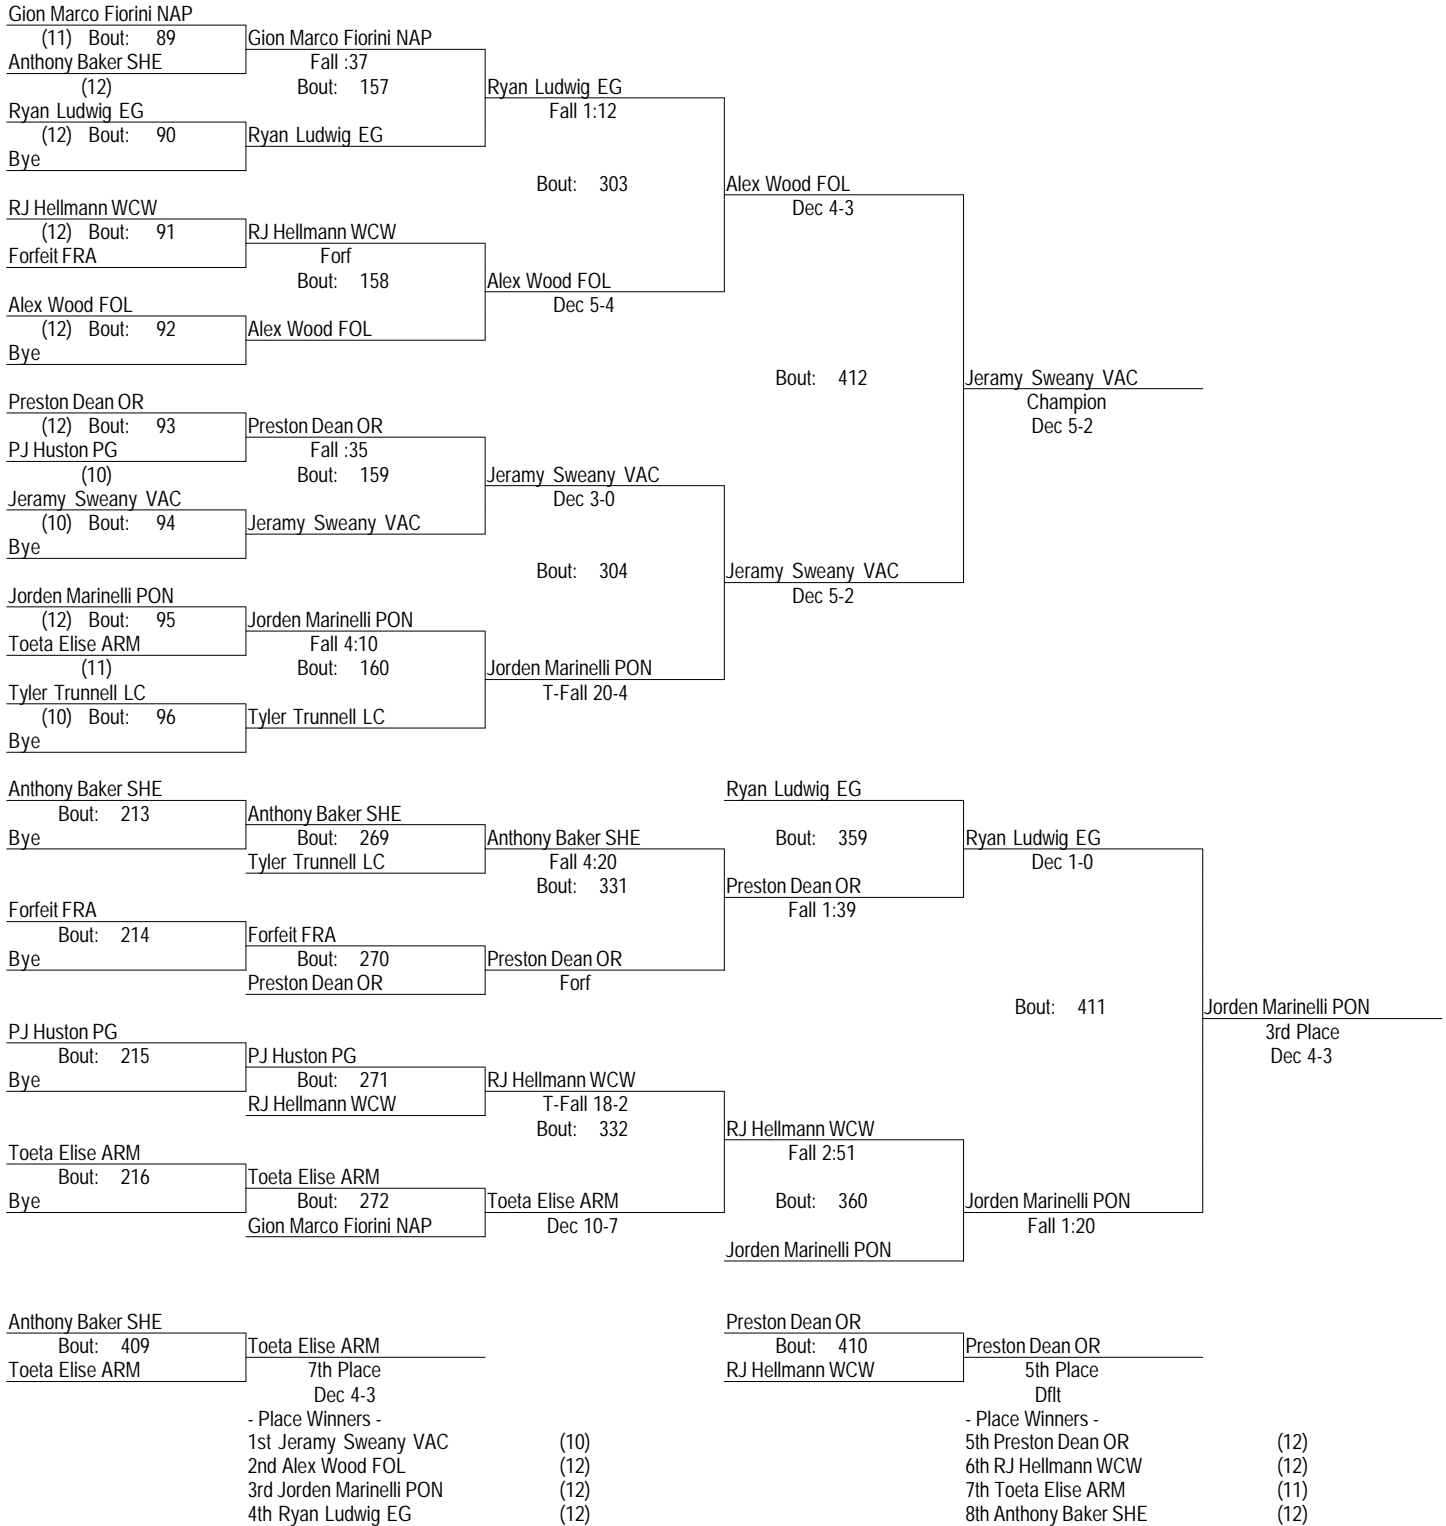 Gion Marco Fiorini NAP
(11) Bout: 89 Gion Marco Fiorini NAP
Anthony Baker SHE Fall :37
(12) Bout: 157 Ryan Ludwig EG
Ryan Ludwig EG Fall 1:12
(12) Bout: 90 Ryan Ludwig EG
Bye
Bout: 303 Alex Wood FOL
RJ Hellmann WCW Dec 4-3
(12) Bout: 91 RJ Hellmann WCW
Forfeit FRA Forf
Bout: 158 Alex Wood FOL
Alex Wood FOL Dec 5-4
(12) Bout: 92 Alex Wood FOL
Bye
Bout: 412 Jeramy Sweany VAC
Preston Dean OR Champion
(12) Bout: 93 Preston Dean OR Dec 5-2
PJ Huston PG Fall :35
(10) Bout: 159 Jeramy Sweany VAC
Jeramy Sweany VAC Dec 3-0
(10) Bout: 94 Jeramy Sweany VAC
Bye
Bout: 304 Jeramy Sweany VAC
Jorden Marinelli PON Dec 5-2
(12) Bout: 95 Jorden Marinelli PON
Toeta Elise ARM Fall 4:10
(11) Bout: 160 Jorden Marinelli PON
Tyler Trunnell LC T-Fall 20-4
(10) Bout: 96 Tyler Trunnell LC
Bye
Anthony Baker SHE Ryan Ludwig EG
Bout: 213 Anthony Baker SHE
Bye Bout: 269 Anthony Baker SHE Bout: 359 Ryan Ludwig EG
Tyler Trunnell LC Fall 4:20 Dec 1-0
Bout: 331 Preston Dean OR
Forfeit FRA Fall 1:39
Bout: 214 Forfeit FRA
Bye Bout: 270 Preston Dean OR
Preston Dean OR Forf
Bout: 411 Jorden Marinelli PON
PJ Huston PG 3rd Place
Bout: 215 PJ Huston PG Dec 4-3
Bye Bout: 271 RJ Hellmann WCW
RJ Hellmann WCW T-Fall 18-2
Bout: 332 RJ Hellmann WCW
Toeta Elise ARM Fall 2:51
Bout: 216 Toeta Elise ARM
Bye Bout: 272 Toeta Elise ARM Bout: 360 Jorden Marinelli PON
Gion Marco Fiorini NAP Dec 10-7 Fall 1:20
Jorden Marinelli PON
Anthony Baker SHE Preston Dean OR
Bout: 409 Toeta Elise ARM Bout: 410 Preston Dean OR
Toeta Elise ARM 7th Place RJ Hellmann WCW 5th Place
Dec 4-3 Dflt
- Place Winners - - Place Winners -
1st Jeramy Sweany VAC (10) 5th Preston Dean OR (12)
2nd Alex Wood FOL (12) 6th RJ Hellmann WCW (12)
3rd Jorden Marinelli PON (12) 7th Toeta Elise ARM (11)
4th Ryan Ludwig EG (12) 8th Anthony Baker SHE (12)